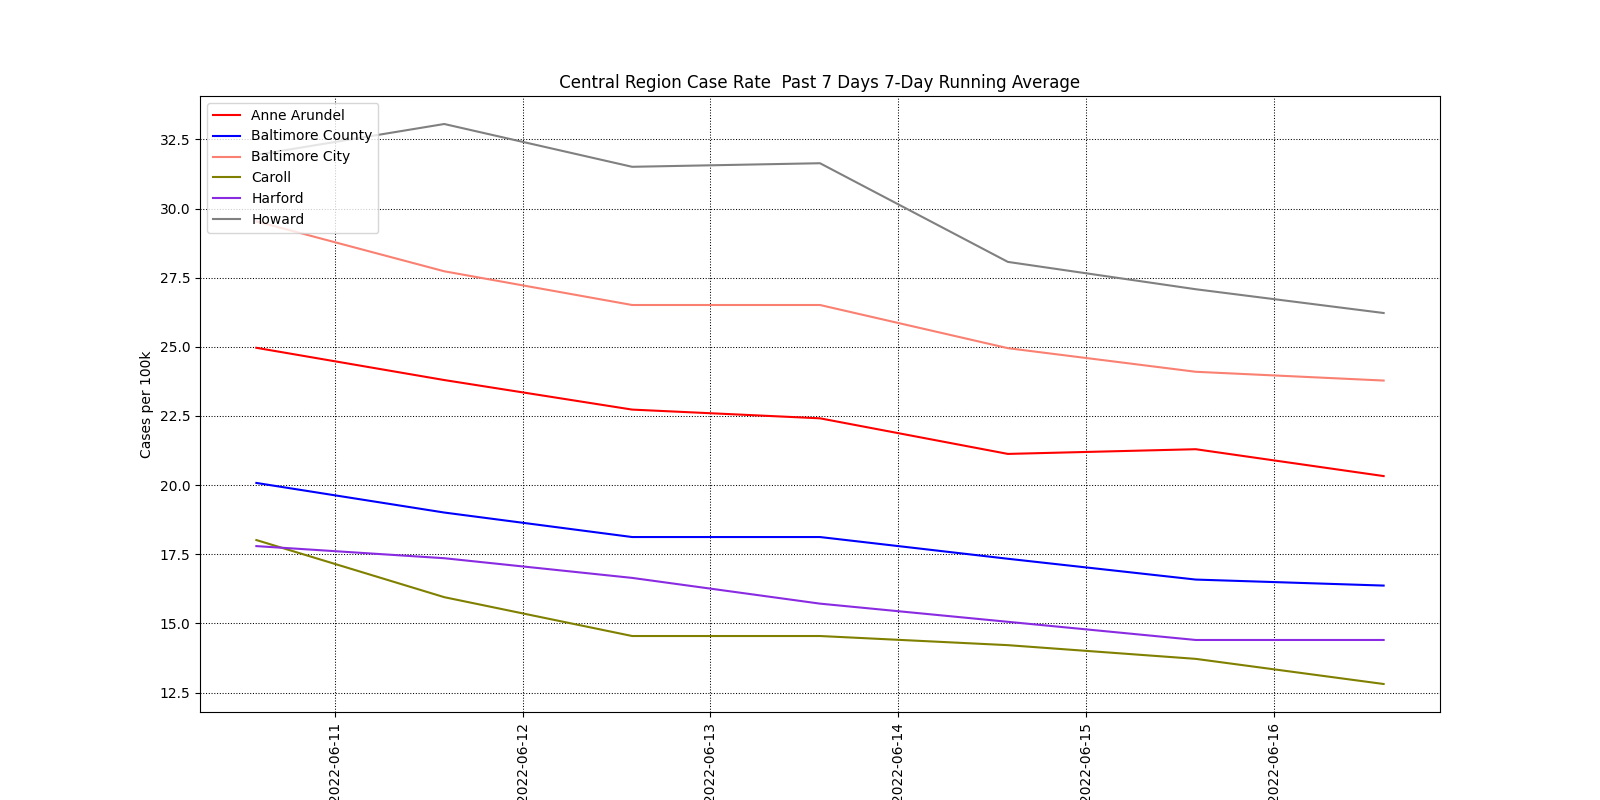 Central Region Case Rate  Past 7 Days 7-Day Running Average
Anne Arundel
Baltimore County
Baltimore City
Caroll
Harford
Howard
Cases per 100k
32.5
30.0
27.5
25.0
22.5
20.0
17.5
15.0
12.5
2022-06-11
2022-06-12
2022-06-13
2022-06-14
2022-06-15
2022-06-16